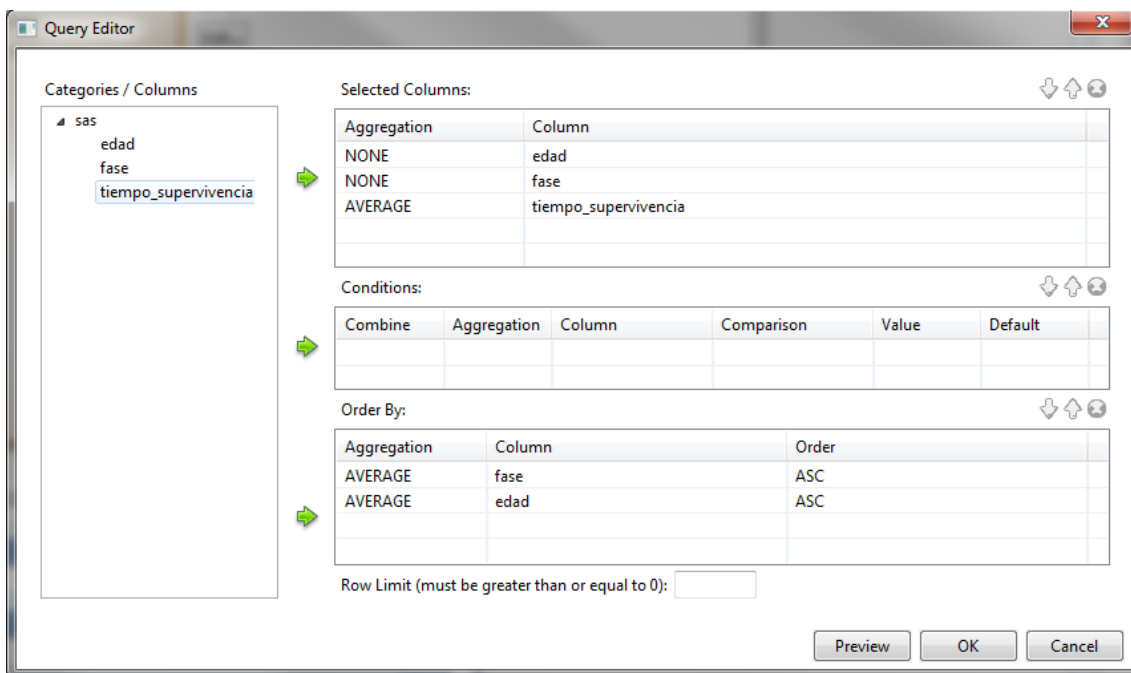 Query Editor
Categories / Columns
sas
edad
fase
tiempo_supervivencia
Selected Columns:
Aggregation Column
NONE edad
NONE fase
AVERAGE tiempo_supervivencia
Conditions:
Combine Aggregation Column Comparison Value Default
Order By:
Aggregation Column Order
AVERAGE fase ASC
AVERAGE edad ASC
Row Limit (must be greater than or equal to 0):
Preview OK Cancel